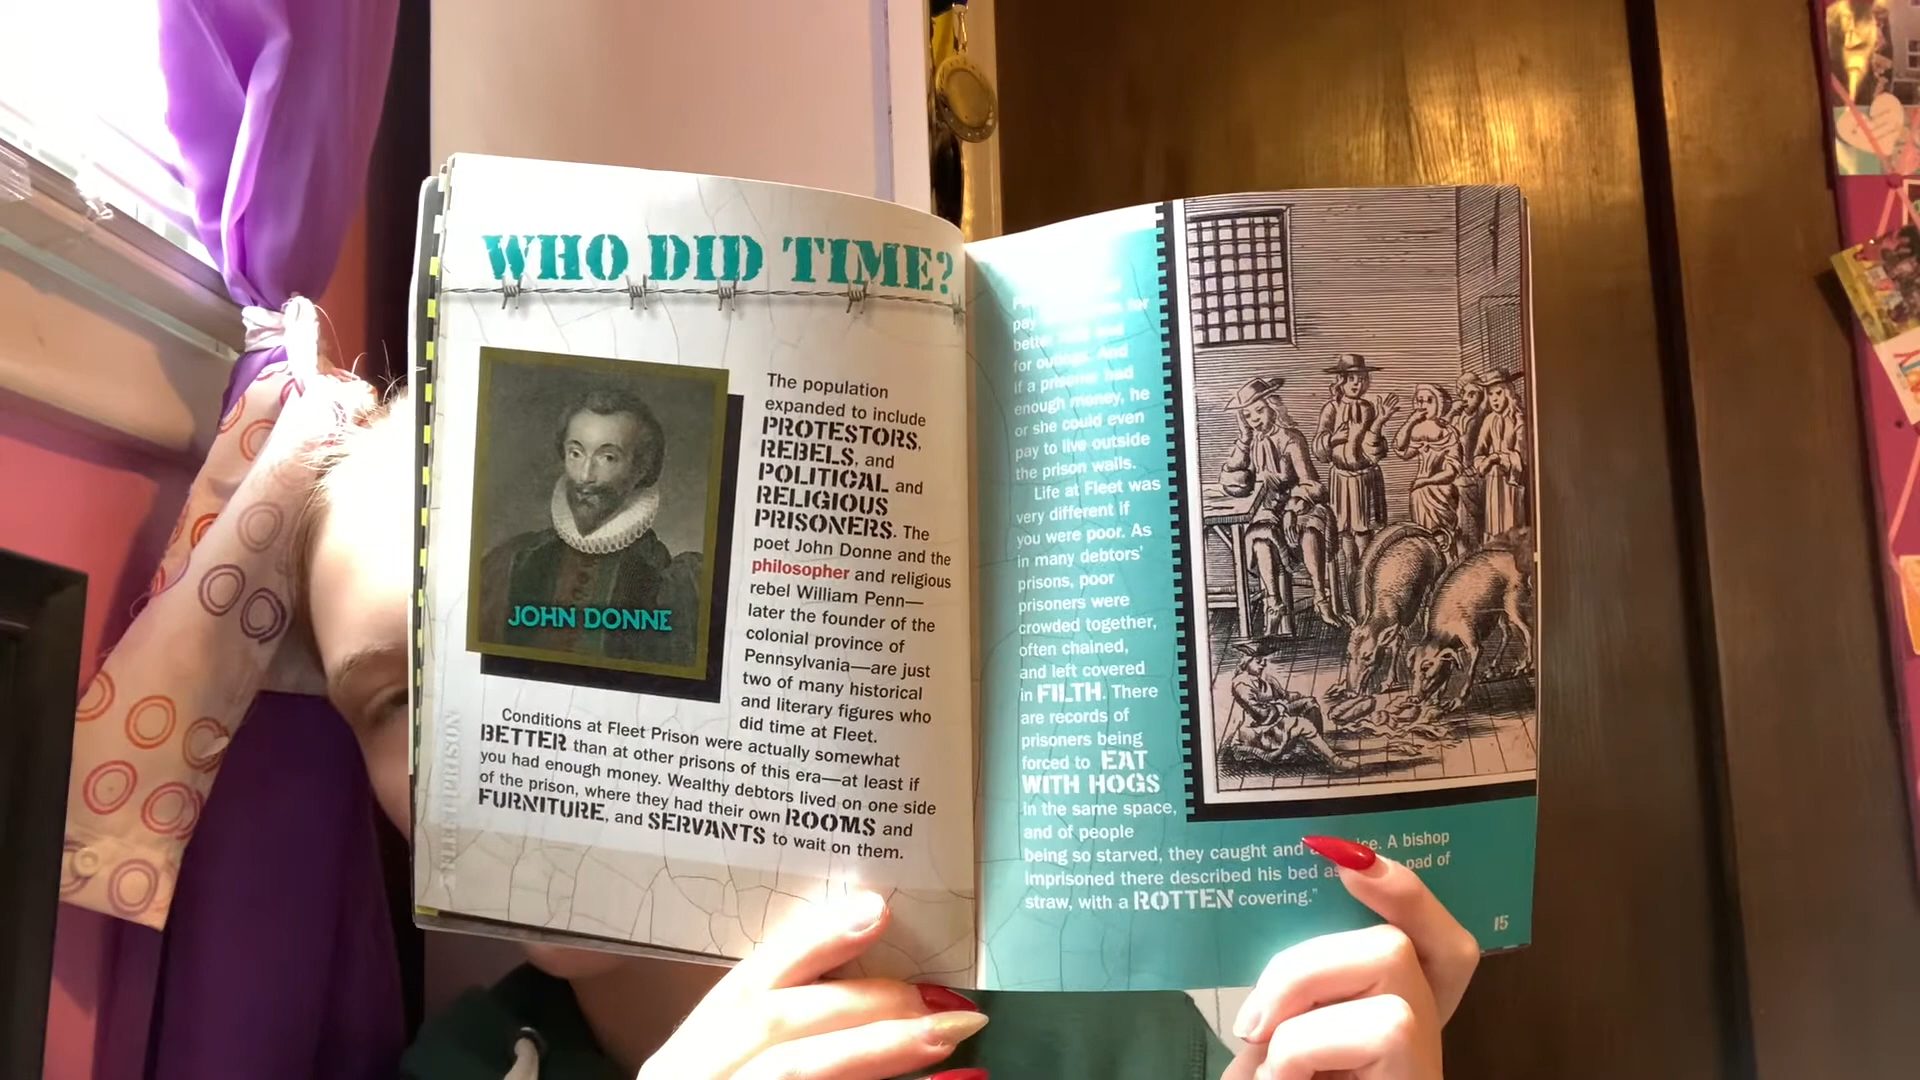 WHO DID TIME?
The population
expanded to include
PROTESTORS,
REBELS, and
POLITICAL and
RELIGIOUS
PRISONERS. The
poet John Donne and the
philosopher and religious
rebel William Penn—
later the founder of the
colonial province of
Pennsylvania—are just
two of many historical
and literary figures who
did time at Fleet.
JOHN DONNE
Conditions at Fleet Prison were actually somewhat
BETTER than at other prisons of this era—at least if
you had enough money. Wealthy debtors lived on one side
of the prison, where they had their own ROOMS and
FURNITURE, and SERVANTS to wait on them.
FLEET PRISON
pay for
better and
for outings. And
if a prisoner had
enough money, he
or she could even
pay to live outside
the prison walls.
Life at Fleet was
very different if
you were poor. As
in many debtors'
prisons, poor
prisoners were
crowded together,
often chained,
and left covered
in FILTH. There
are records of
prisoners being
forced to EAT
WITH HOGS
in the same space,
and of people
being so starved, they caught and A bishop
imprisoned there described his bed as pad of
straw, with a ROTTEN covering."
15